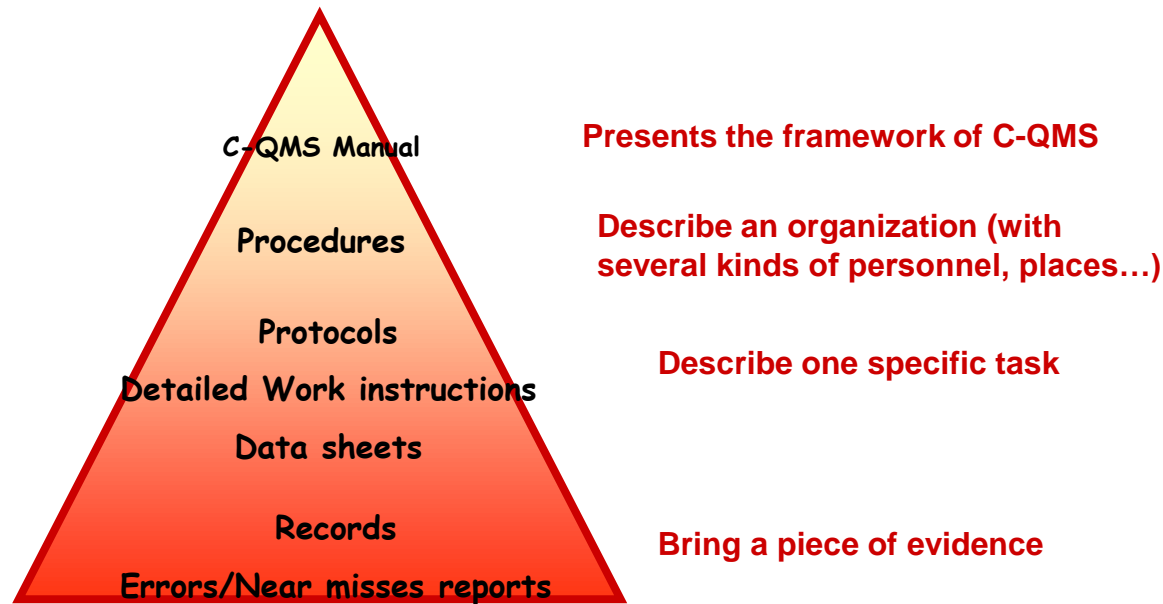 C-QMS Manual
Presents the framework of C-QMS
Procedures
Describe an organization (with
several kinds of personnel, places…)
Protocols
Detailed Work instructions
Data sheets
Describe one specific task
Records
Errors/Near misses reports
Bring a piece of evidence